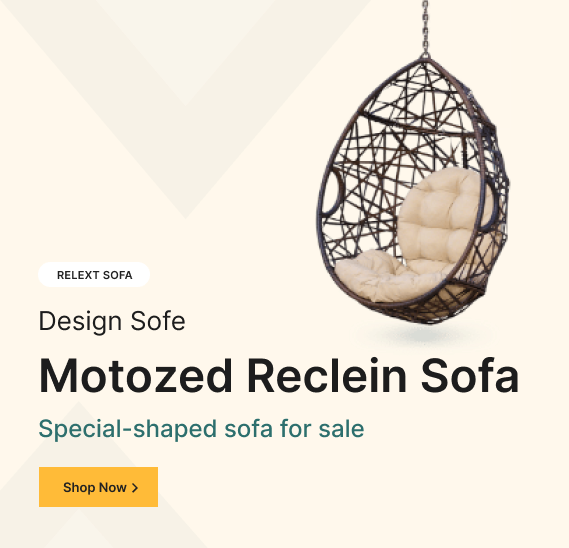 RELEXT SOFA
Design Sofe
Motozed Reclein Sofa
Special-shaped sofa for sale
Shop Now